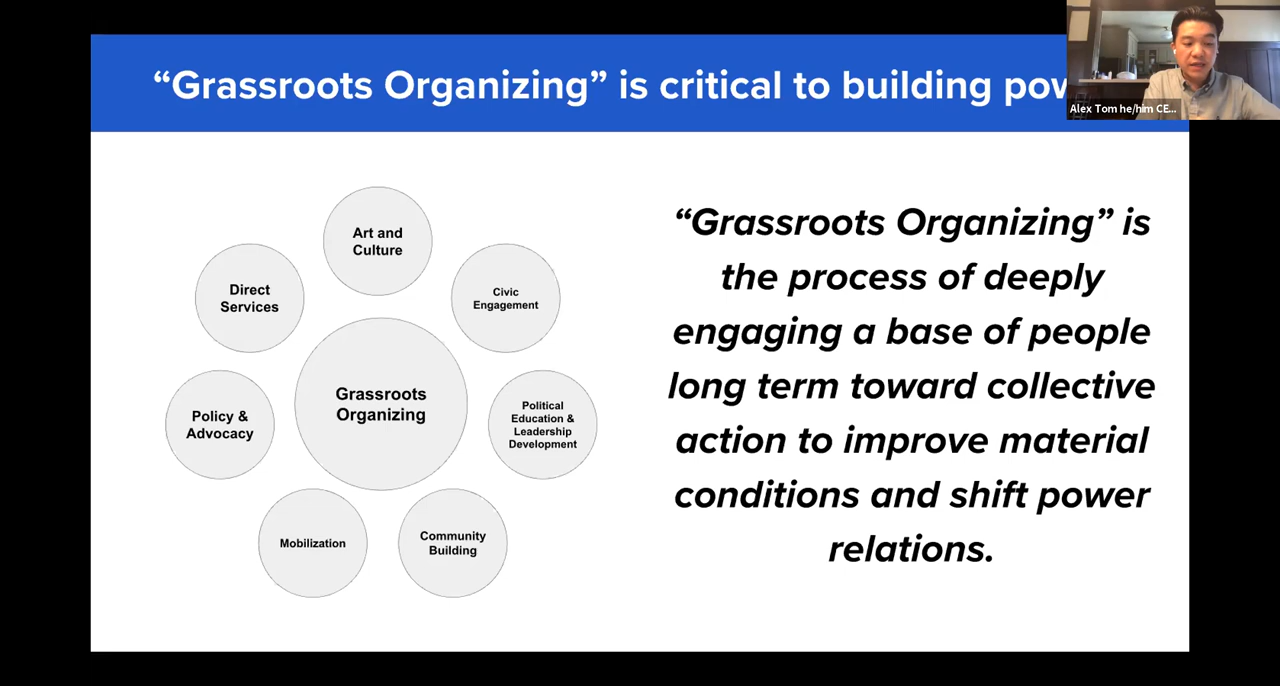 “Grassroots Organizing” is critical to building pow
Alex Tom he/him CE...
Art and
Culture
Direct
Services
Civic
Engagement
Grassroots
Organizing
Policy &
Advocacy
Political
Education &
Leadership
Development
Mobilization
Community
Building
“Grassroots Organizing” is
the process of deeply
engaging a base of people
long term toward collective
action to improve material
conditions and shift power
relations.